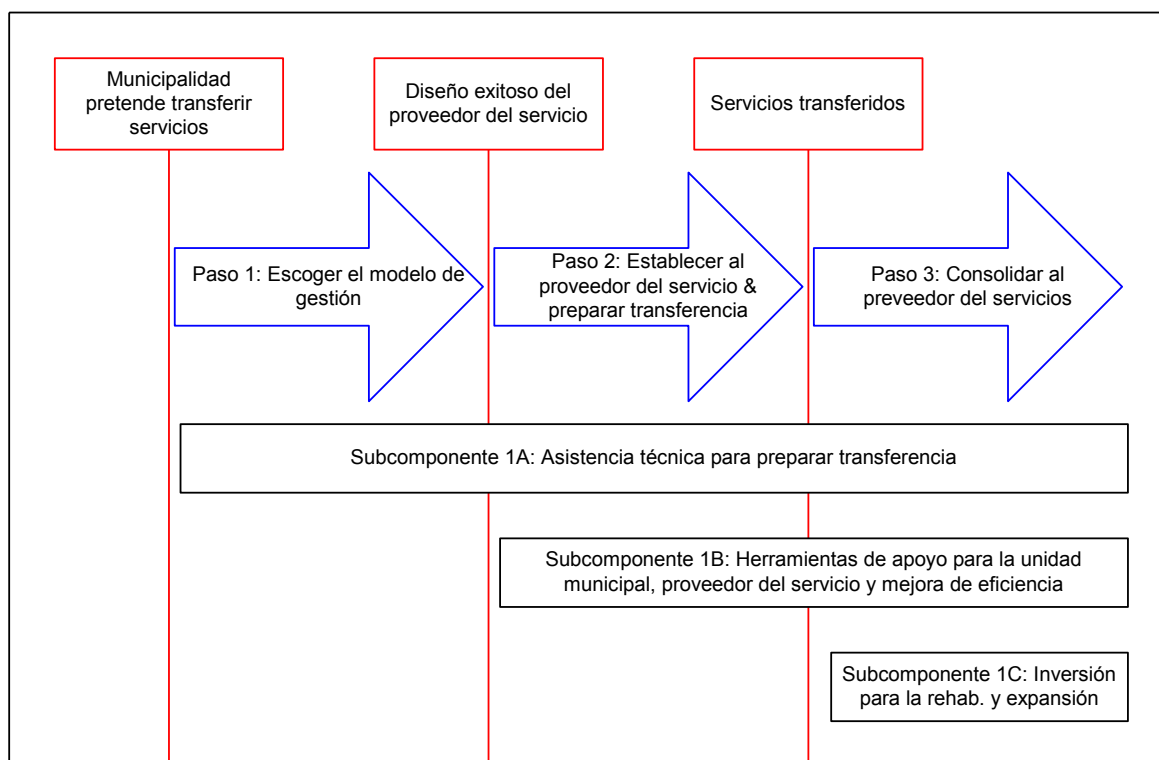 Municipalidad
pretende transferir
servicios
Diseño exitoso del
proveedor del servicio
Servicios transferidos
Paso 1: Escoger el modelo de
gestión
Paso 2: Establecer al
proveedor del servicio &
preparar transferencia
Paso 3: Consolidar al
preveedor del servicios
Subcomponente 1A: Asistencia técnica para preparar transferencia
Subcomponente 1B: Herramientas de apoyo para la unidad
municipal, proveedor del servicio y mejora de eficiencia
Subcomponente 1C: Inversión
para la rehab. y expansión